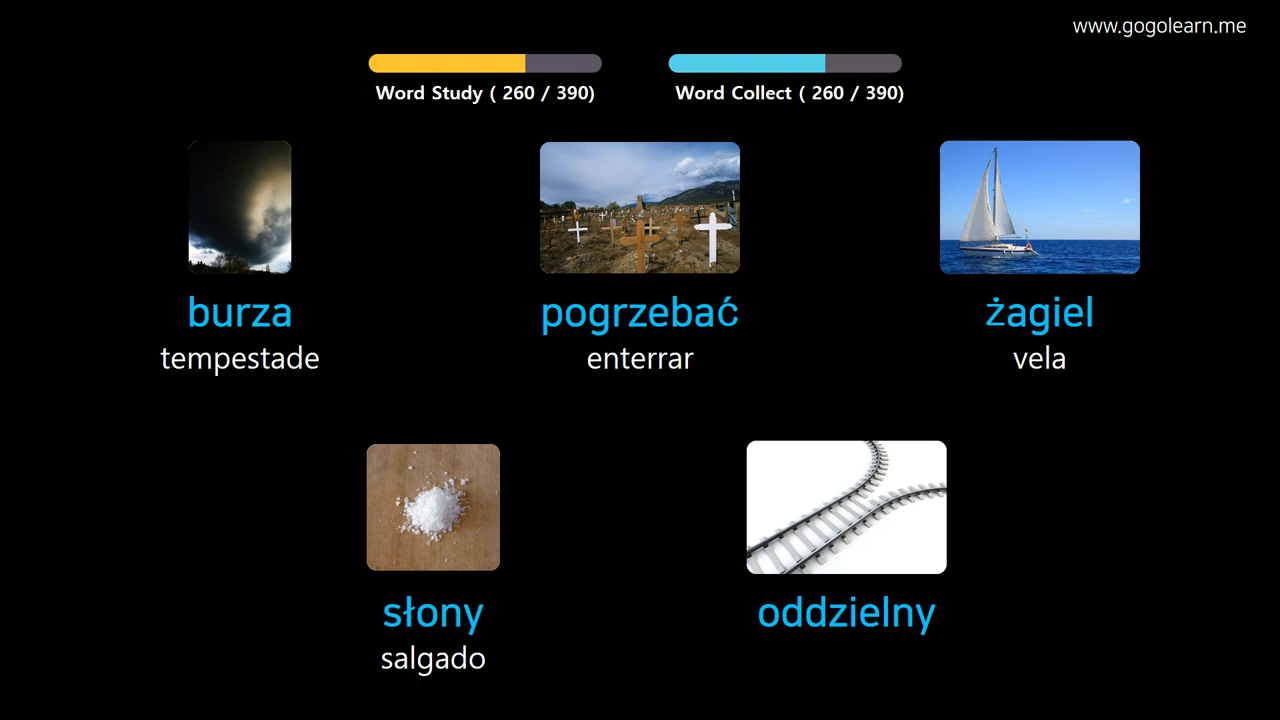 www.gogolearn.me
Word Study ( 260 / 390)
Word Collect ( 260 / 390)
burza
tempestade
pogrzebać
enterrar
żagiel
vela
słony
salgado
oddzielny